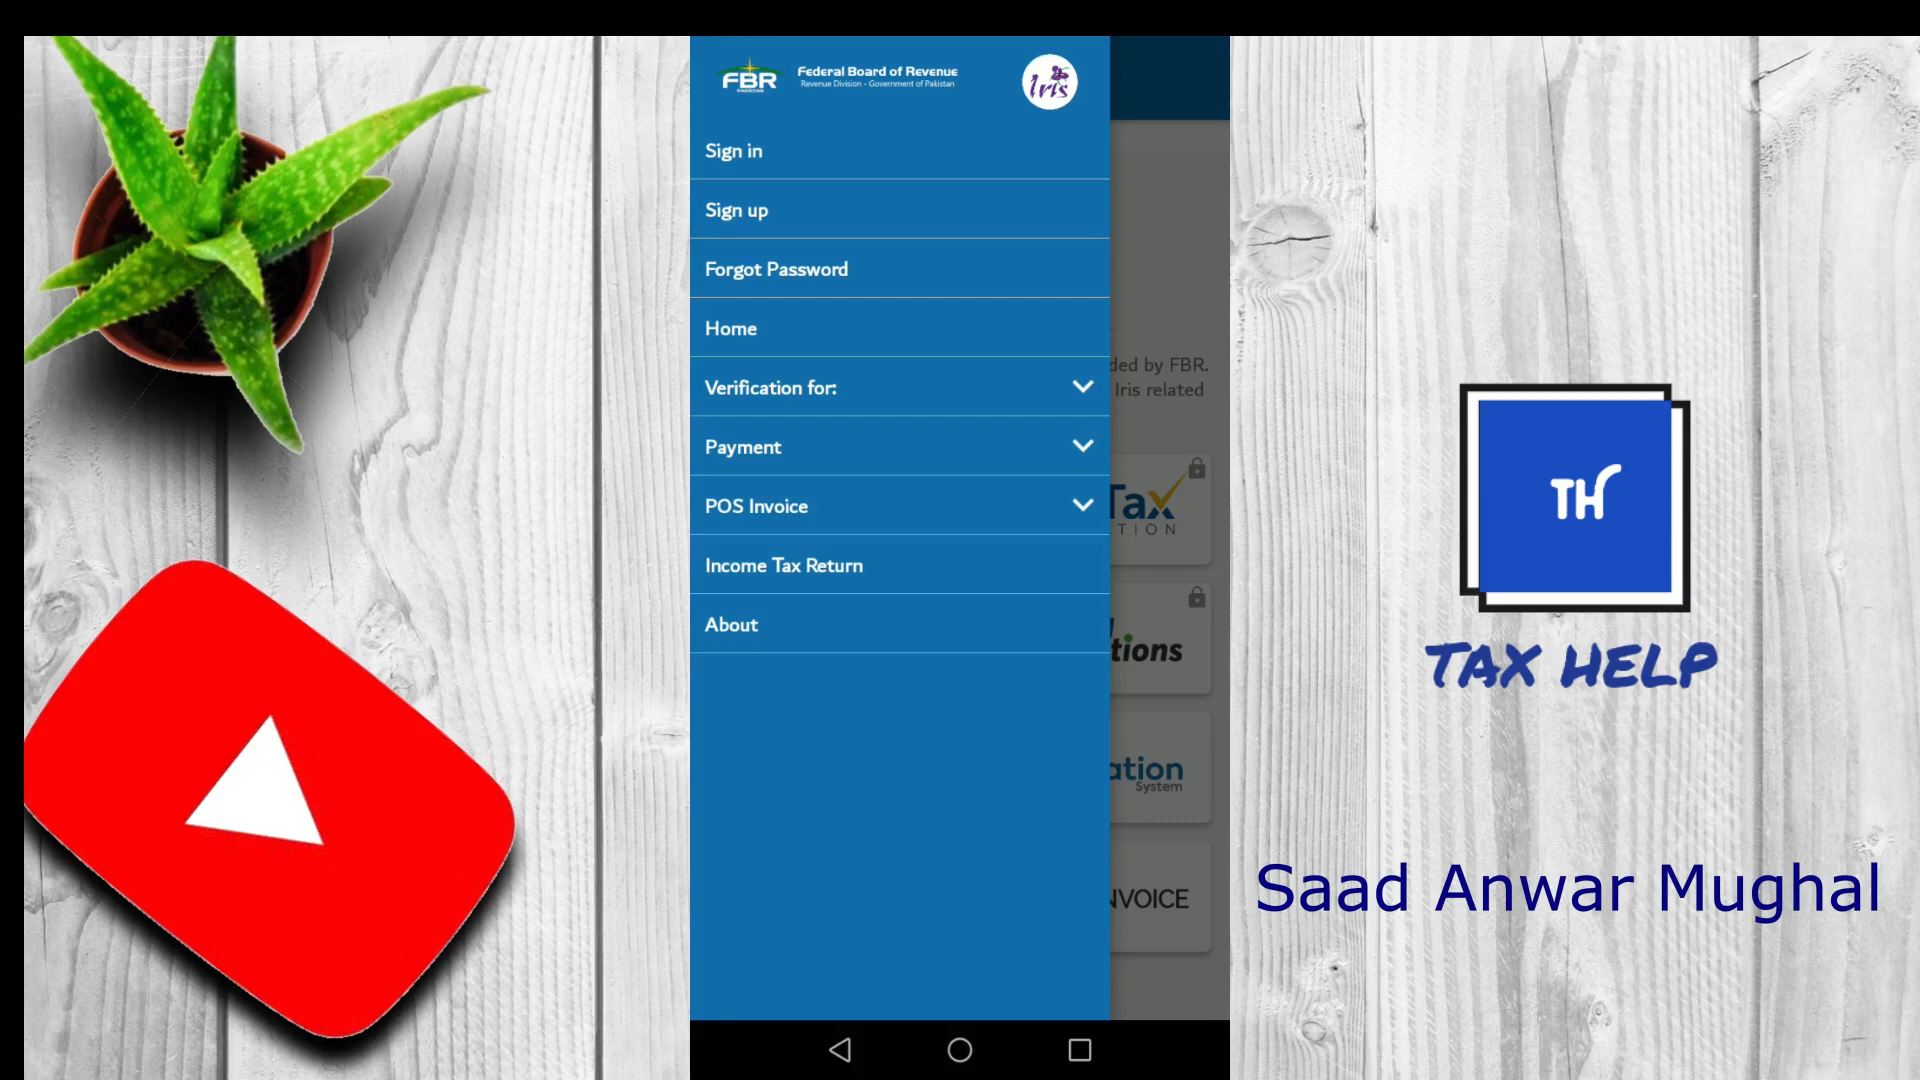 FBR
PAKISTAN
Federal Board of Revenue
Revenue Division - Government of Pakistan
Iris
Sign in
Sign up
Forgot Password
Home
Verification for:
Payment
POS Invoice
Income Tax Return
About
ded by FBR.
Iris related
Tax
TION
tions
ation
System
NVOICE
TH
TAX HELP
Saad Anwar Mughal